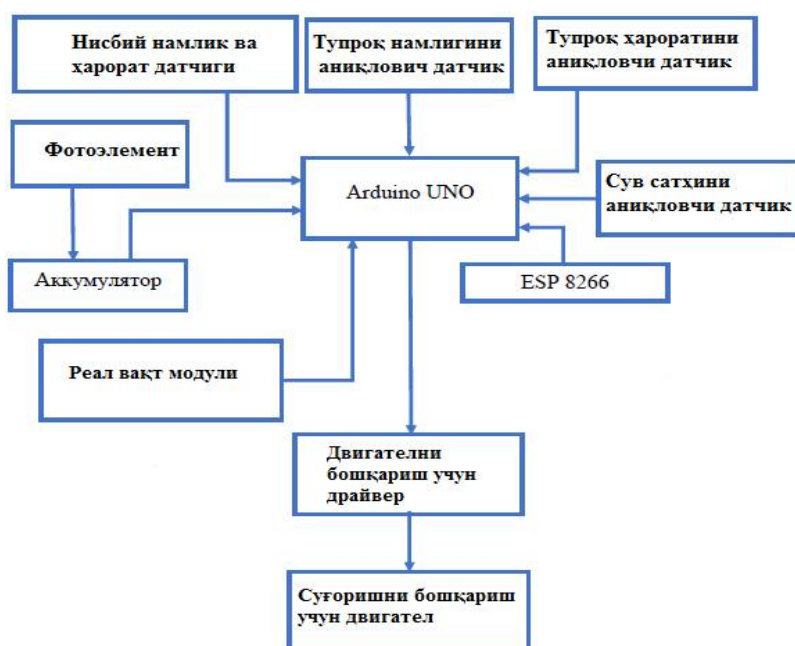 Нисбий намлик ва
ҳарорат датчиги
Тупроқ намлигини
аниқлович датчик
Тупроқ ҳароратини
аниқловчи датчик
Фотоэлемент
Arduino UNO
Сув сатҳини
аниқловчи датчик
Аккумулятор
ESP 8266
Реал вақт модули
Двигателни
бошқариш учун
драйвер
Суғоришни бошқариш
учун двигател